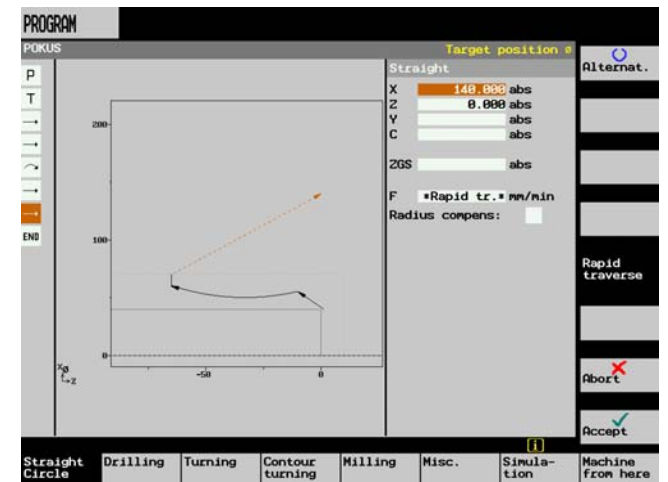 PROGRAM
POKUS
Target position ø
Alternat.
P
T
END
Straight
X 140.000 abs
Z 0.000 abs
Y abs
C abs
ZGS abs
F *Rapid tr.* mm/min
Radius compens:
200
100
0
-50
0
Xø
Z
Rapid
traverse
Abort
Accept
i
Straight
Circle
Drilling
Turning
Contour
turning
Milling
Misc.
Simula-
tion
Machine
from here